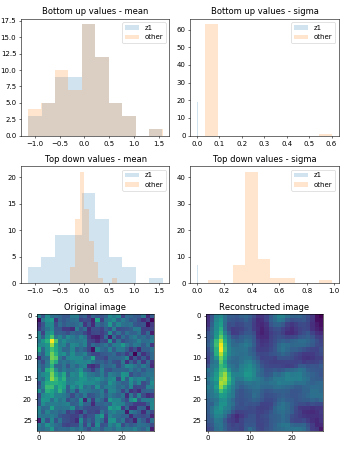 Bottom up values - mean
Bottom up values - sigma
17.5
15.0
12.5
10.0
7.5
5.0
2.5
0.0
z1
other
−1.0 −0.5 0.0 0.5 1.0 1.5
60
50
40
30
20
10
0
z1
other
0.0 0.1 0.2 0.3 0.4 0.5 0.6
Top down values - mean
Top down values - sigma
20
15
10
5
0
z1
other
−1.0 −0.5 0.0 0.5 1.0 1.5
40
30
20
10
0
z1
other
0.0 0.2 0.4 0.6 0.8 1.0
Original image
Reconstructed image
0
5
10
15
20
25
0 10 20
0
5
10
15
20
25
0 10 20